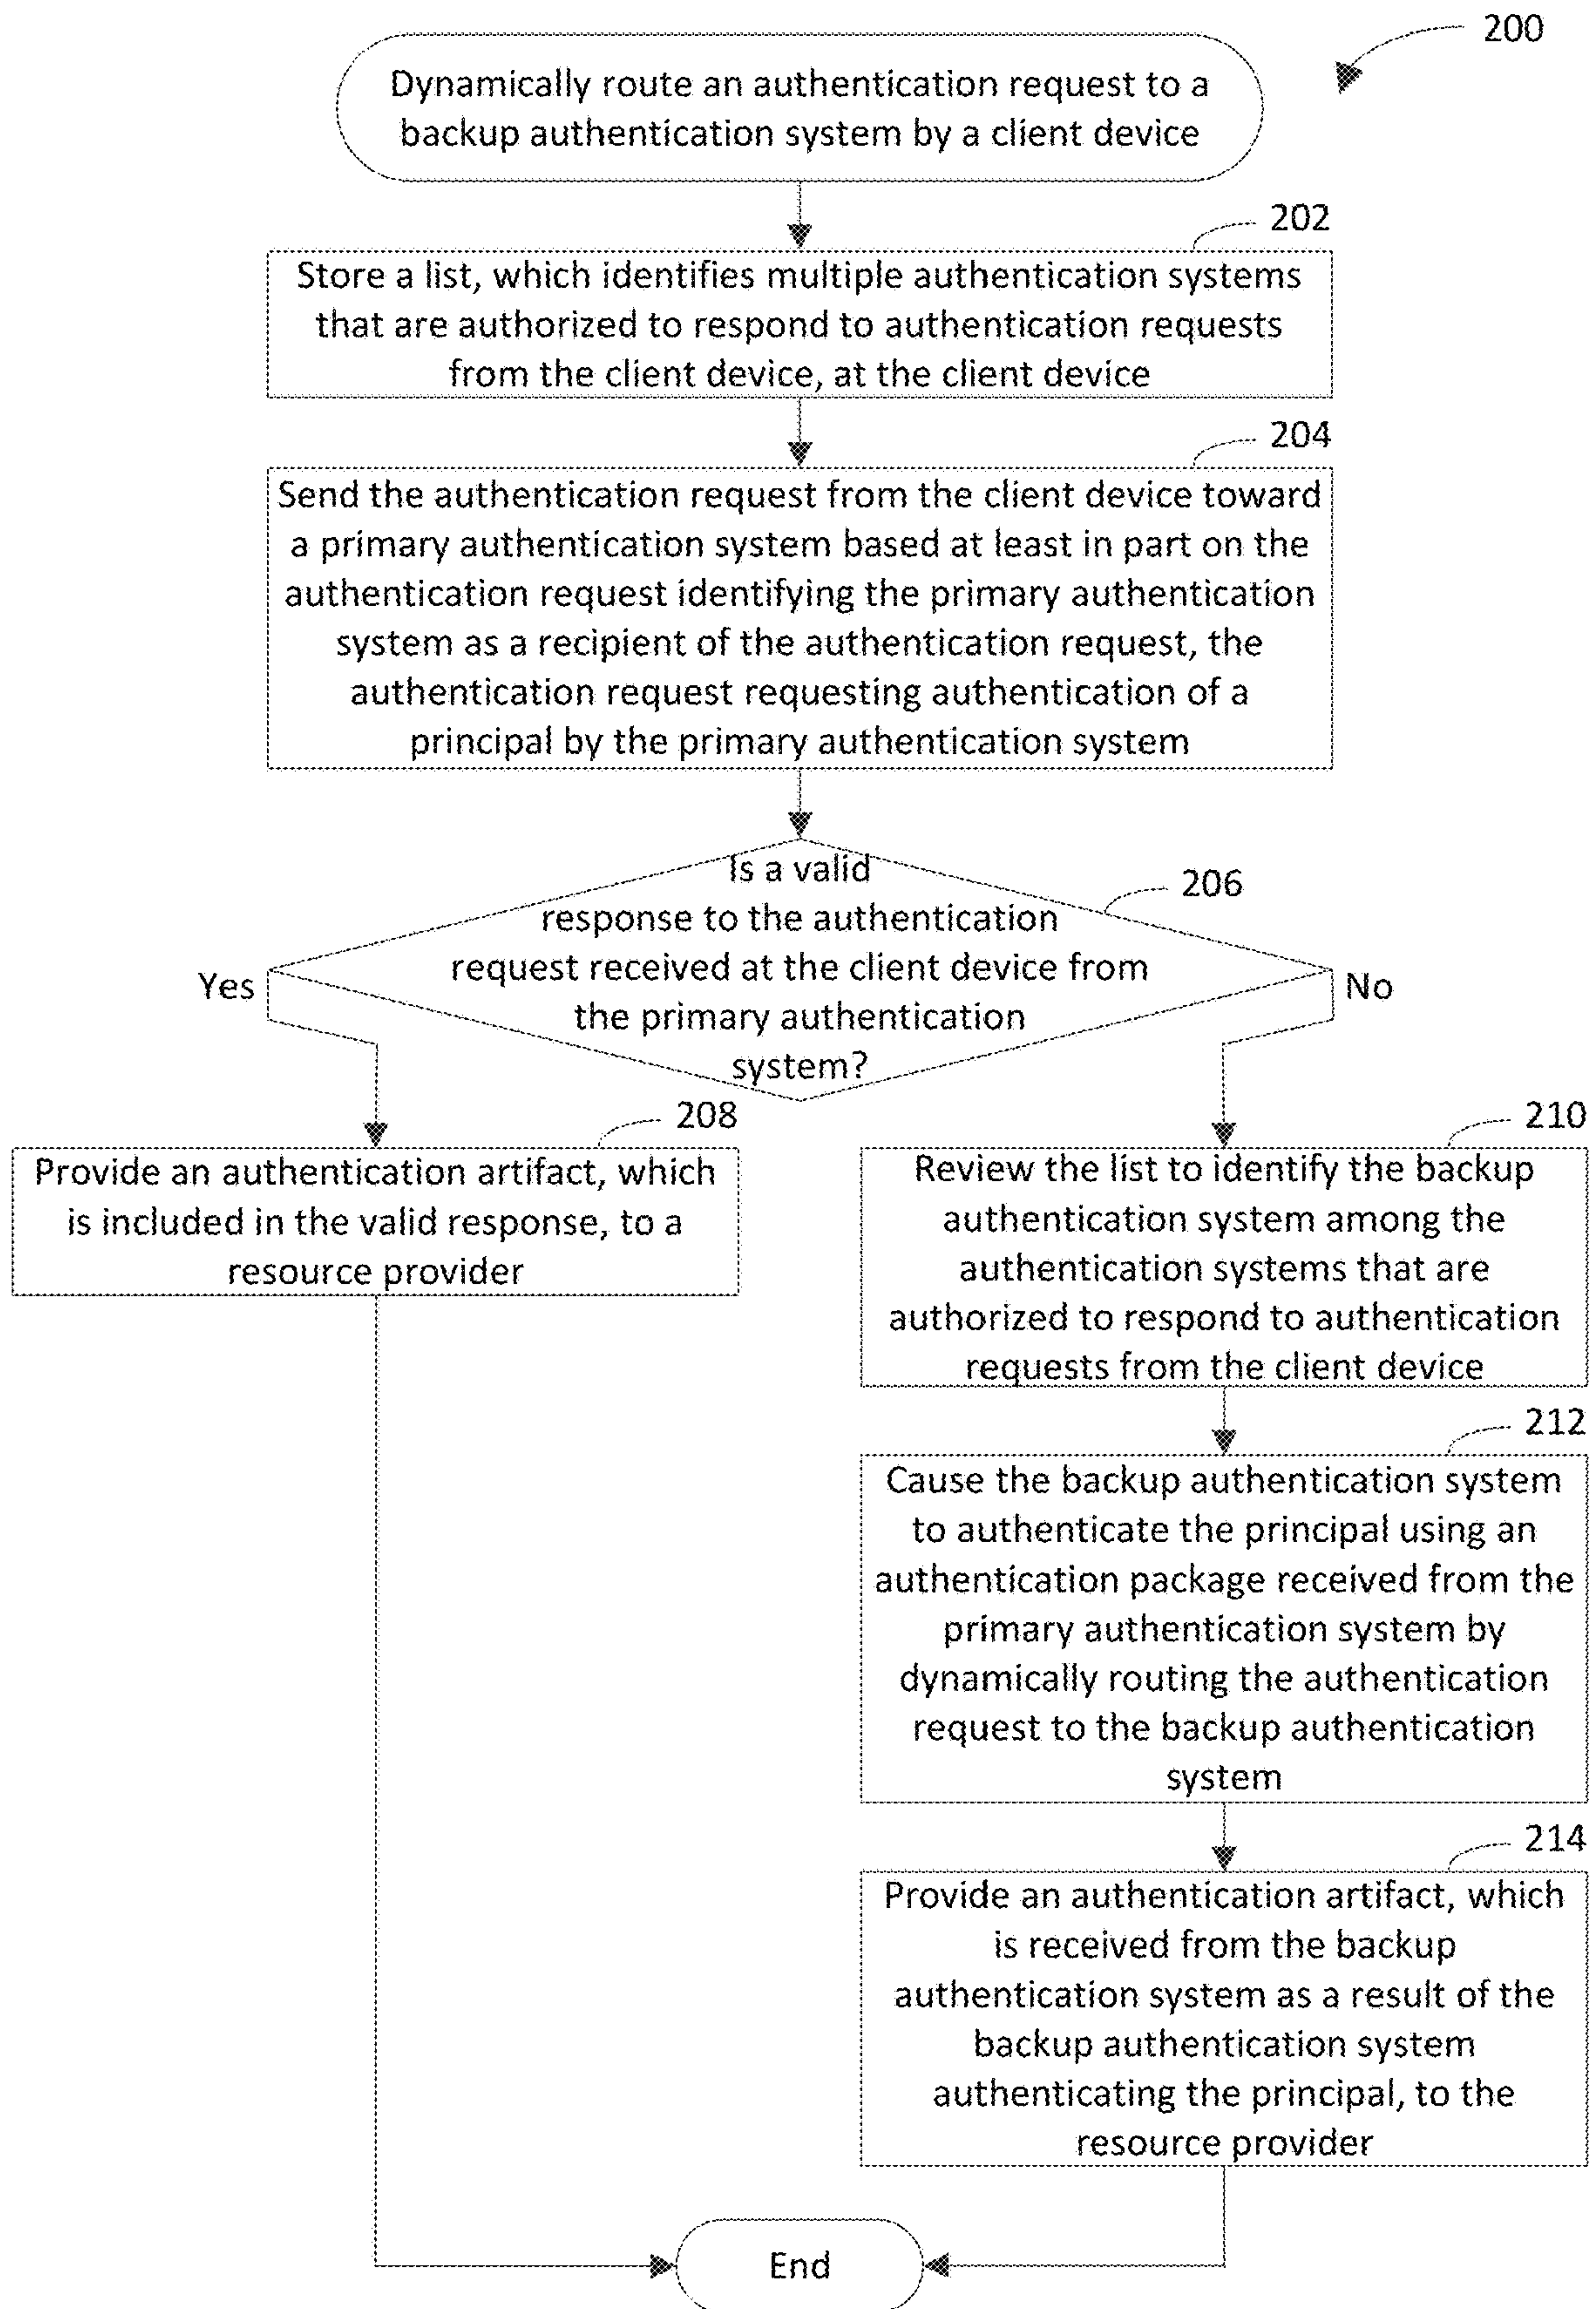 200
Dynamically route an authentication request to a
backup authentication system by a client device
202
Store a list, which identifies multiple authentication systems
that are authorized to respond to authentication requests
from the client device, at the client device
204
Send the authentication request from the client device toward
a primary authentication system based at least in part on the
authentication request identifying the primary authentication
system as a recipient of the authentication request, the
authentication request requesting authentication of a
principal by the primary authentication system
206
Is a valid
response to the authentication
request received at the client device from
the primary authentication
system?
Yes
No
208
Provide an authentication artifact, which
is included in the valid response, to a
resource provider
210
Review the list to identify the backup
authentication system among the
authentication systems that are
authorized to respond to authentication
requests from the client device
212
Cause the backup authentication system
to authenticate the principal using an
authentication package received from the
primary authentication system by
dynamically routing the authentication
request to the backup authentication
system
214
Provide an authentication artifact, which
is received from the backup
authentication system as a result of the
backup authentication system
authenticating the principal, to the
resource provider
End